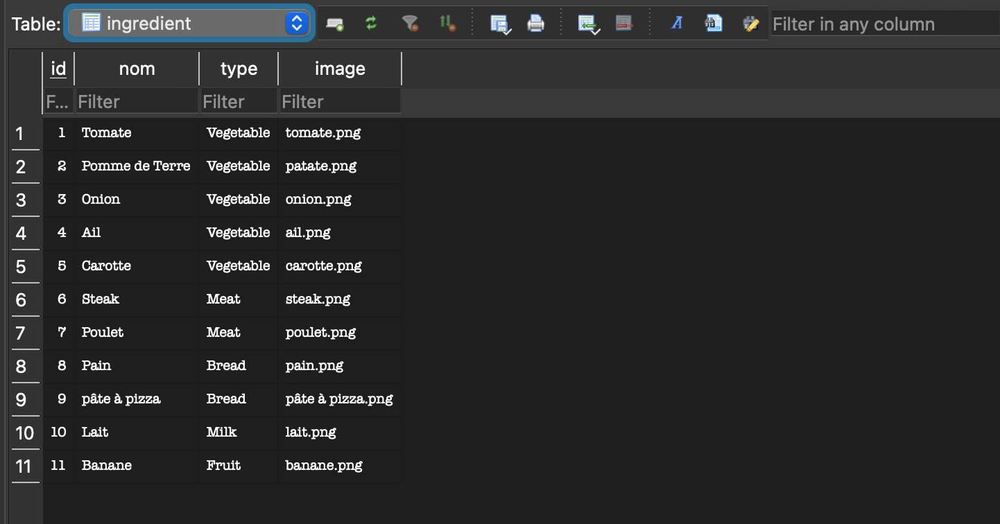 Table: ingredient Filter in any column
id nom type image
F... Filter Filter Filter
1 1 Tomate Vegetable tomate.png
2 2 Pomme de Terre Vegetable patate.png
3 3 Onion Vegetable onion.png
4 4 Ail Vegetable ail.png
5 5 Carotte Vegetable carotte.png
6 6 Steak Meat steak.png
7 7 Poulet Meat poulet.png
8 8 Pain Bread pain.png
9 9 pâte à pizza Bread pâte à pizza.png
10 10 Lait Milk lait.png
11 11 Banane Fruit banane.png